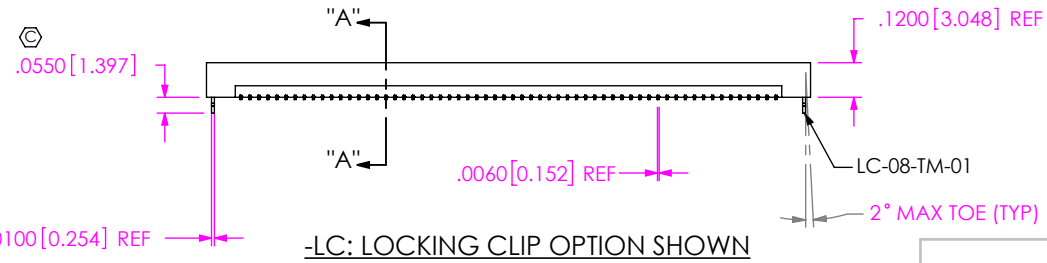 "A"
.1200 [3.048] REF
C
.0550 [1.397]
"A"
.0060 [0.152] REF
LC-08-TM-01
2° MAX TOE (TYP)
0100 [0.254] REF
-LC: LOCKING CLIP OPTION SHOWN